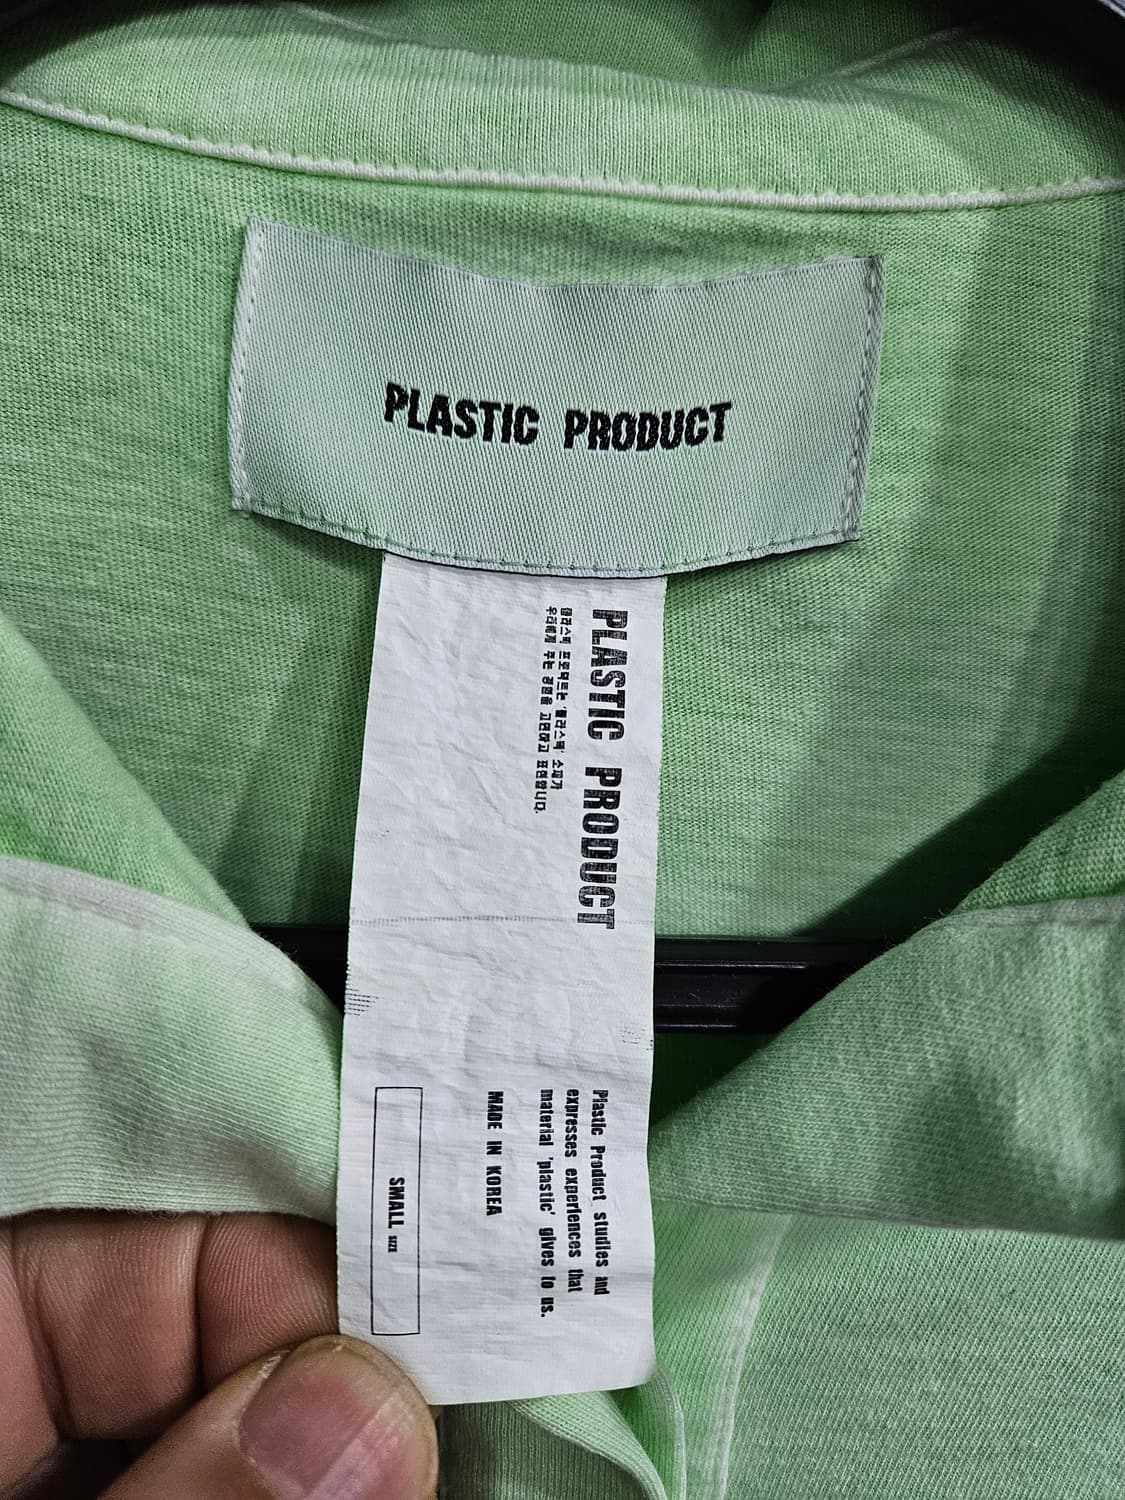 PLASTIC PRODUCT
PLASTIC PRODUCT
플라스틱 프로덕트는 '플라스틱' 소재가
우리에게 주는 경험을 고민하고 표현합니다.
Plastic Product studies and
expresses experiences that
material 'plastic' gives to us.
MADE IN KOREA
SMALL SIZE